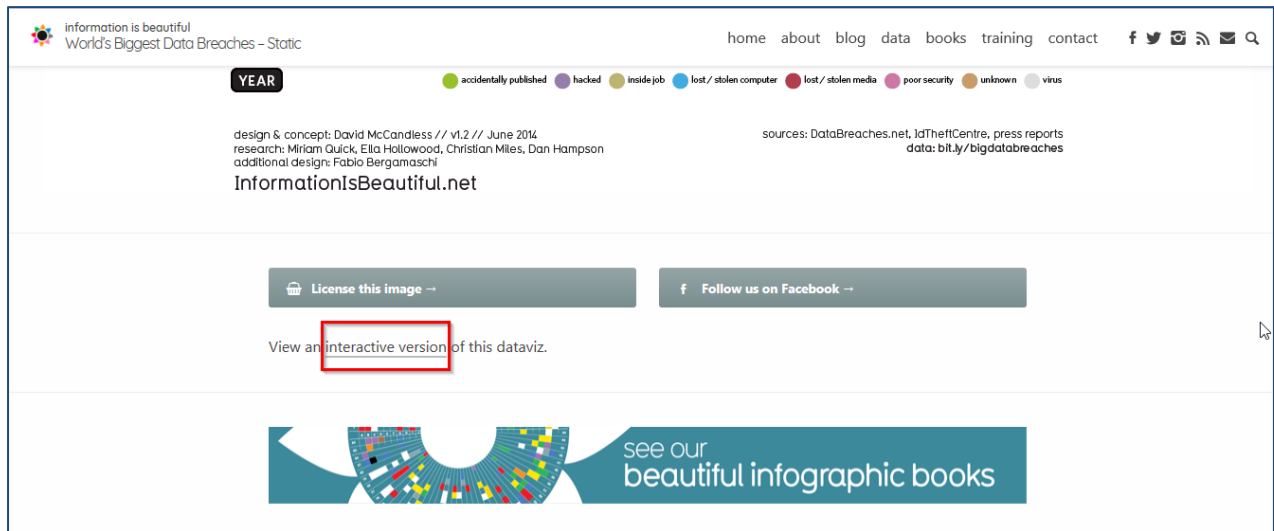 information is beautiful
World's Biggest Data Breaches – Static
home about blog data books training contact
YEAR
accidentally published hacked inside job lost / stolen computer lost / stolen media poor security unknown virus
design & concept: David McCandless // v1.2 // June 2014
research: Miriam Quick, Ella Hollowood, Christian Miles, Dan Hampson
additional design: Fabio Bergamaschi
InformationIsBeautiful.net
sources: DataBreaches.net, IdTheftCentre, press reports
data: bit.ly/bigdatabreaches
License this image →
Follow us on Facebook →
View an interactive version of this dataviz.
see our
beautiful infographic books